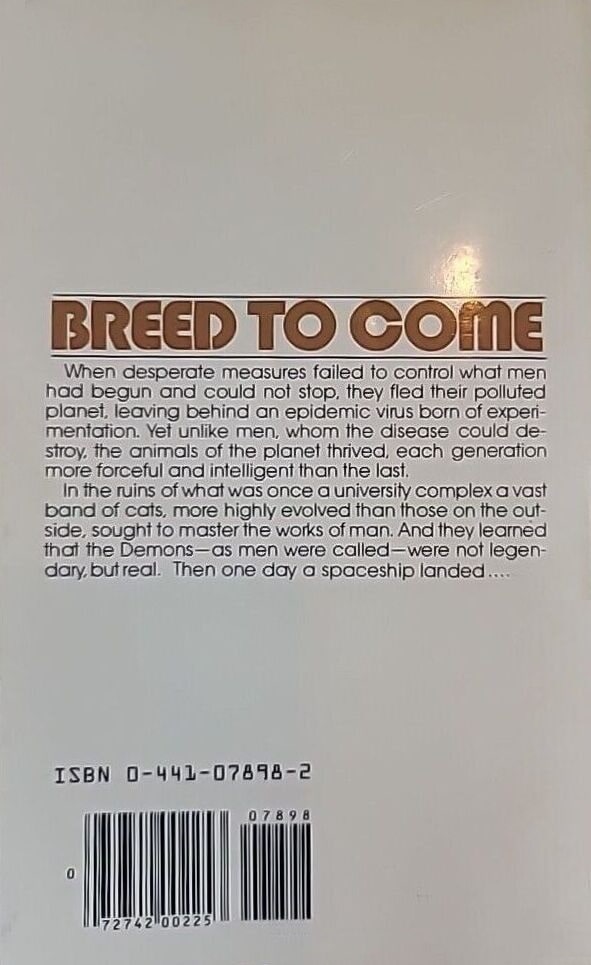 BREED TO COME
When desperate measures failed to control what men
had begun and could not stop, they fled their polluted
planet, leaving behind an epidemic virus born of experi-
mentation. Yet unlike men, whom the disease could de-
stroy, the animals of the planet thrived, each generation
more forceful and intelligent than the last.
In the ruins of what was once a university complex a vast
band of cats, more highly evolved than those on the out-
side, sought to master the works of man. And they learned
that the Demons—as men were called—were not legen-
dary, but real. Then one day a spaceship landed....
ISBN 0-441-07898-2
07898
0
72742 00225